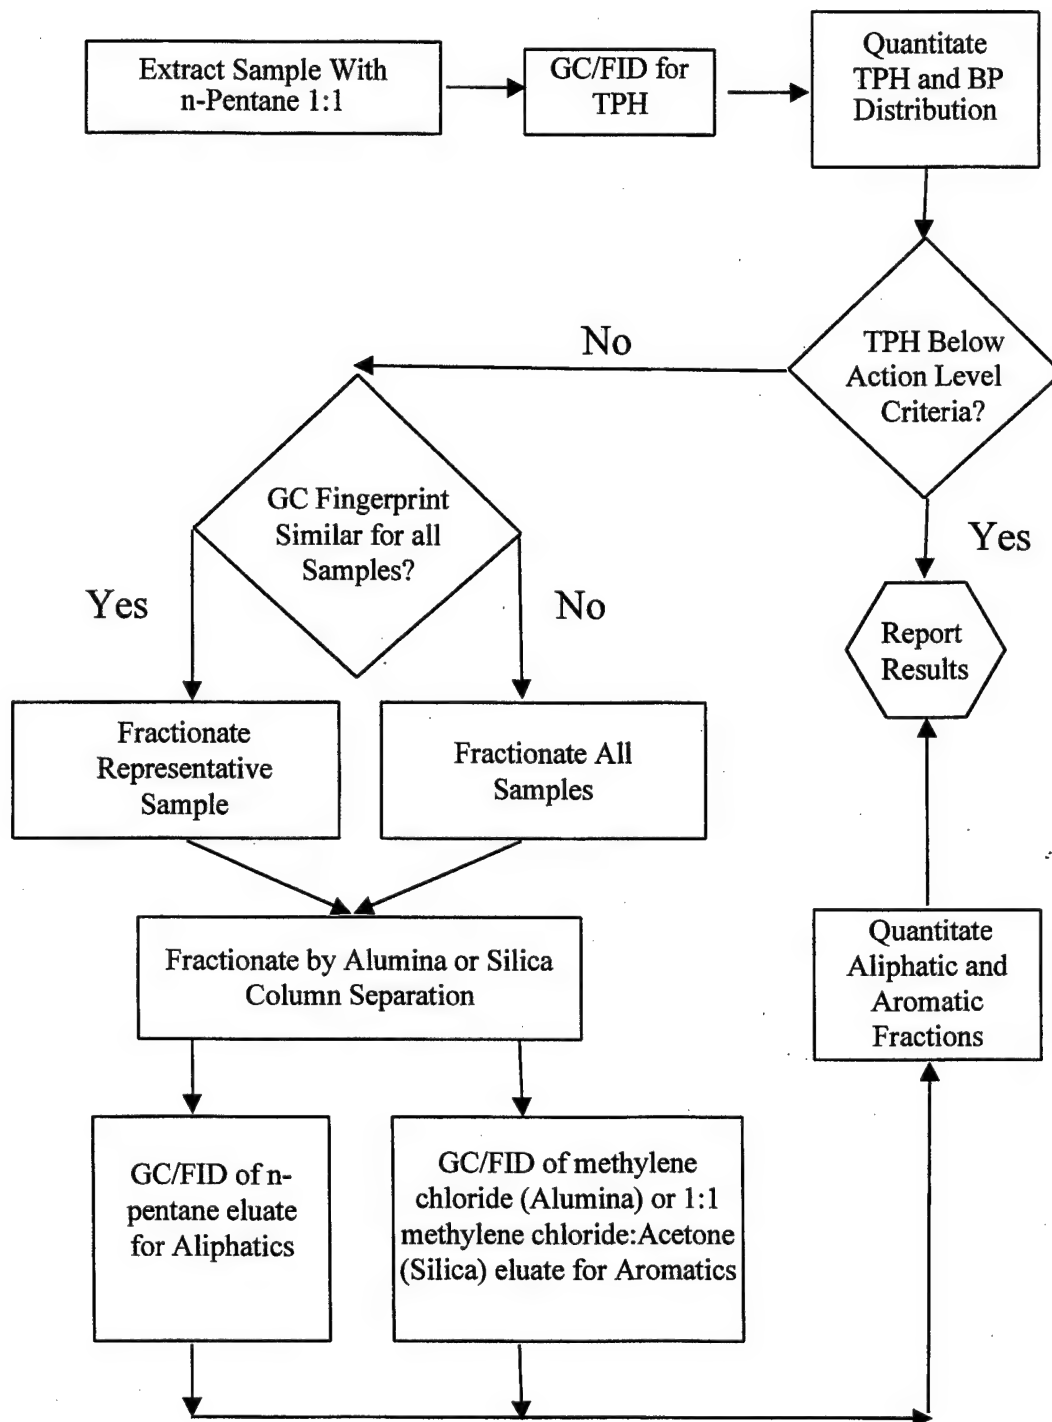 Extract Sample With
n-Pentane 1:1
GC/FID for
TPH
Quantitate
TPH and BP
Distribution
TPH Below
Action Level
Criteria?
No
Yes
GC Fingerprint
Similar for all
Samples?
Yes
No
Report
Results
Fractionate
Representative
Sample
Fractionate All
Samples
Fractionate by Alumina or Silica
Column Separation
Quantitate
Aliphatic and
Aromatic
Fractions
GC/FID of n-
pentane eluate
for Aliphatics
GC/FID of methylene
chloride (Alumina) or 1:1
methylene chloride:Acetone
(Silica) eluate for Aromatics